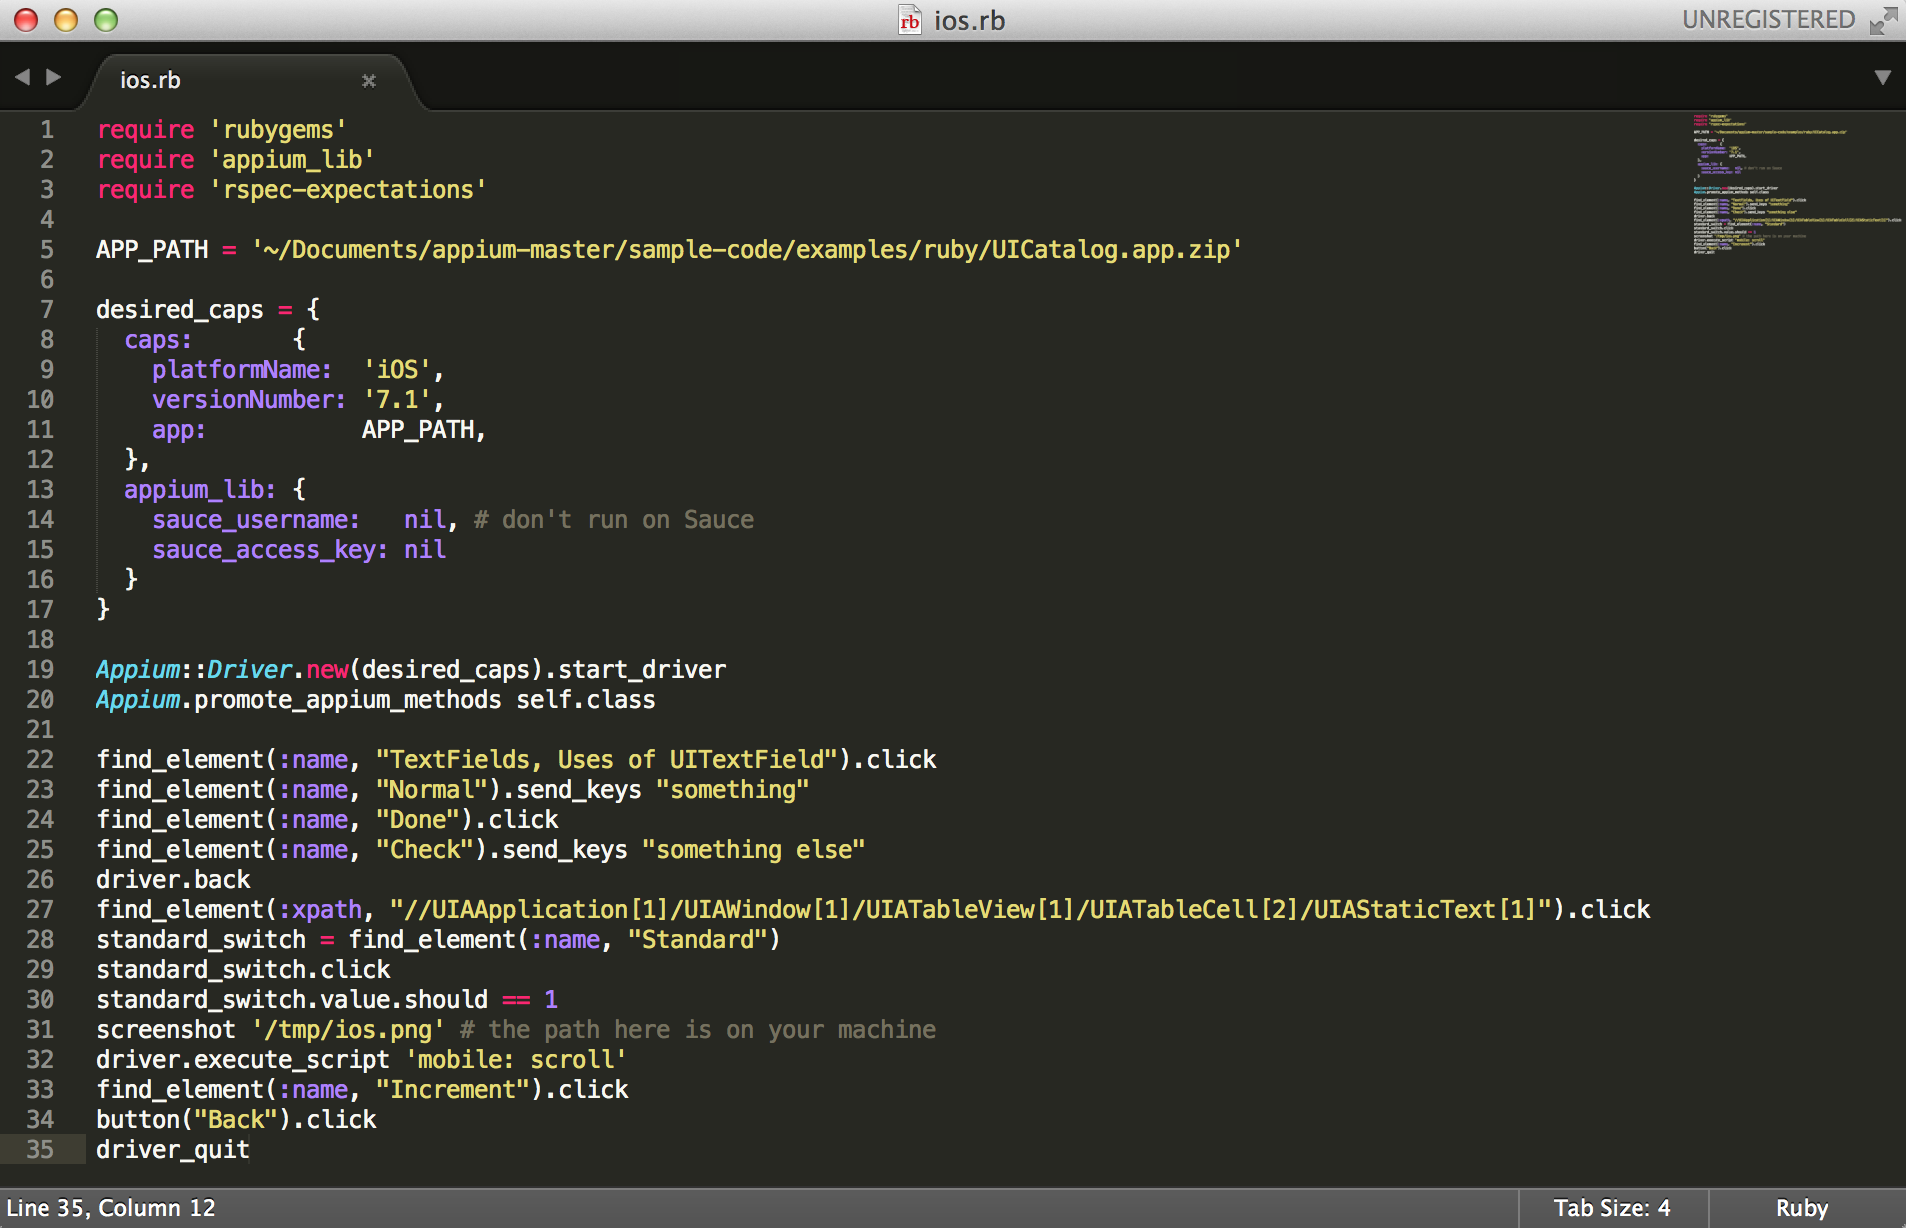 rb ios.rb
UNREGISTERED
ios.rb
1 require 'rubygems'
2 require 'appium_lib'
3 require 'rspec-expectations'
4
5 APP_PATH = '~/Documents/appium-master/sample-code/examples/ruby/UICatalog.app.zip'
6
7 desired_caps = {
8   caps:       {
9     platformName:  'iOS',
10     versionNumber: '7.1',
11     app:           APP_PATH,
12   },
13   appium_lib: {
14     sauce_username:   nil, # don't run on Sauce
15     sauce_access_key: nil
16   }
17 }
18
19 Appium::Driver.new(desired_caps).start_driver
20 Appium.promote_appium_methods self.class
21
22 find_element(:name, "TextFields, Uses of UITextField").click
23 find_element(:name, "Normal").send_keys "something"
24 find_element(:name, "Done").click
25 find_element(:name, "Check").send_keys "something else"
26 driver.back
27 find_element(:xpath, "//UIAApplication[1]/UIAWindow[1]/UIATableView[1]/UIATableCell[2]/UIAStaticText[1]").click
28 standard_switch = find_element(:name, "Standard")
29 standard_switch.click
30 standard_switch.value.should == 1
31 screenshot '/tmp/ios.png' # the path here is on your machine
32 driver.execute_script 'mobile: scroll'
33 find_element(:name, "Increment").click
34 button("Back").click
35 driver_quit
Line 35, Column 12
Tab Size: 4
Ruby